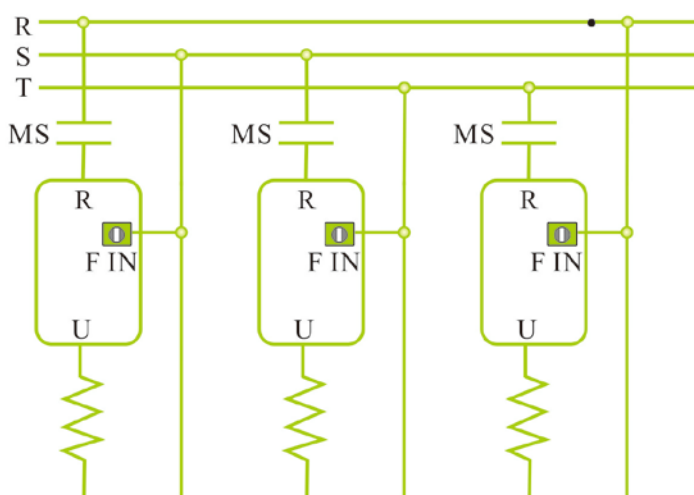 R
S
T
MS MS MS
R R R
F IN F IN F IN
U U U